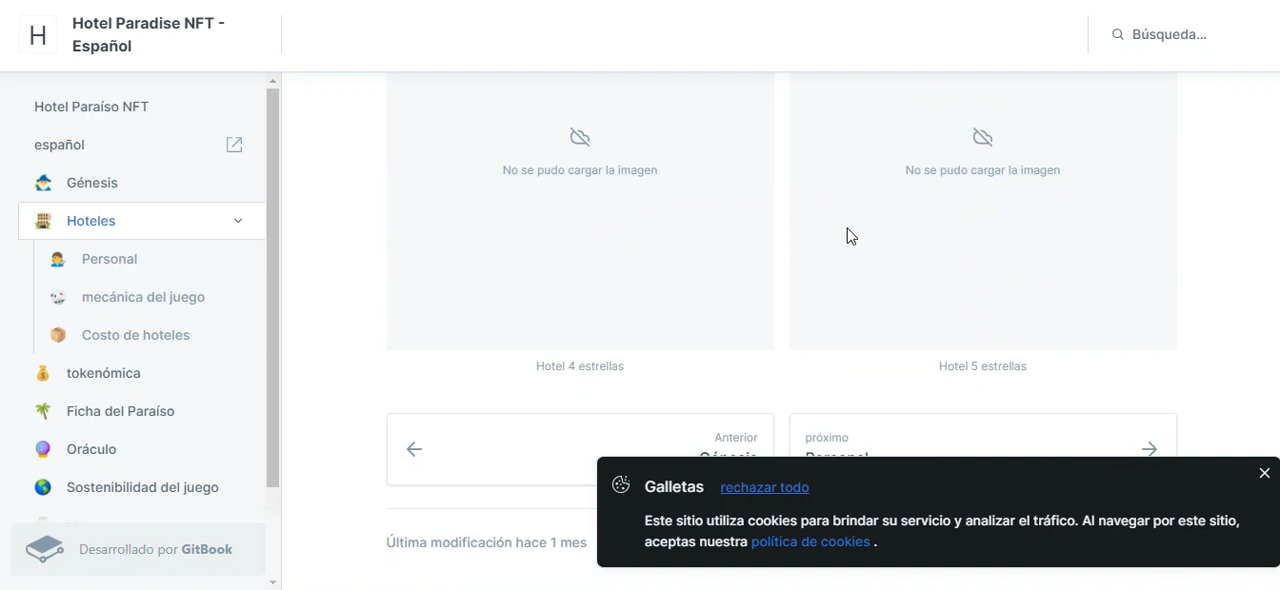 H
Hotel Paradise NFT -
Español
Búsqueda...
Hotel Paraíso NFT
español
Génesis
Hoteles
Personal
mecánica del juego
Costo de hoteles
tokenómica
Ficha del Paraíso
Oráculo
Sostenibilidad del juego
Desarrollado por GitBook
No se pudo cargar la imagen
No se pudo cargar la imagen
Hotel 4 estrellas
Hotel 5 estrellas
Anterior
Génesis
próximo
Personal
Última modificación hace 1 mes
Galletas rechazar todo
Este sitio utiliza cookies para brindar su servicio y analizar el tráfico. Al navegar por este sitio,
aceptas nuestra política de cookies .